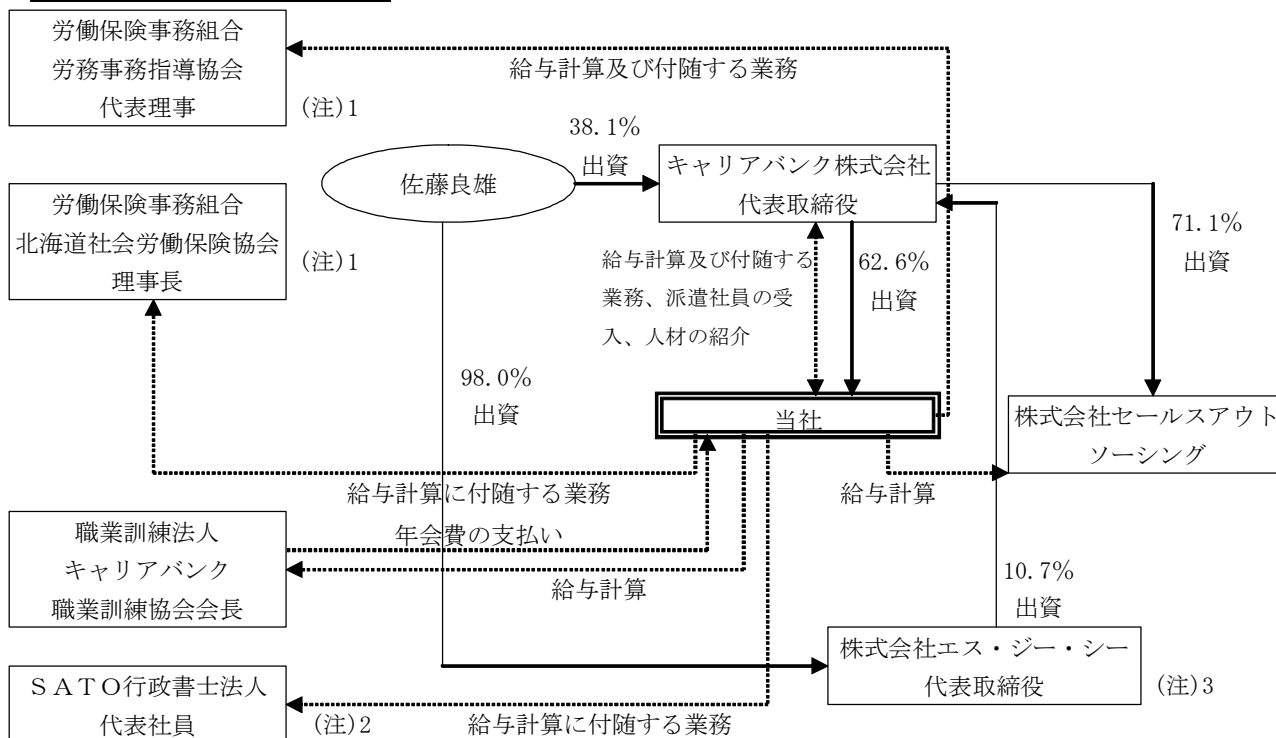 労働保険事務組合
労務事務指導協会
代表理事
(注)1
給与計算及び付随する業務
38.1%
出資
佐藤良雄
キャリアバンク株式会社
代表取締役
労働保険事務組合
北海道社会労働保険協会
理事長
(注)1
71.1%
出資
給与計算及び付随する
業務、派遣社員の受
入、人材の紹介
62.6%
出資
98.0%
出資
当社
株式会社セールスアウト
ソーシング
給与計算に付随する業務
給与計算
職業訓練法人
キャリアバンク
職業訓練協会会長
年会費の支払い
給与計算
10.7%
出資
株式会社エス・ジー・シー
代表取締役
(注)3
ＳＡＴＯ行政書士法人
代表社員
(注)2
給与計算に付随する業務